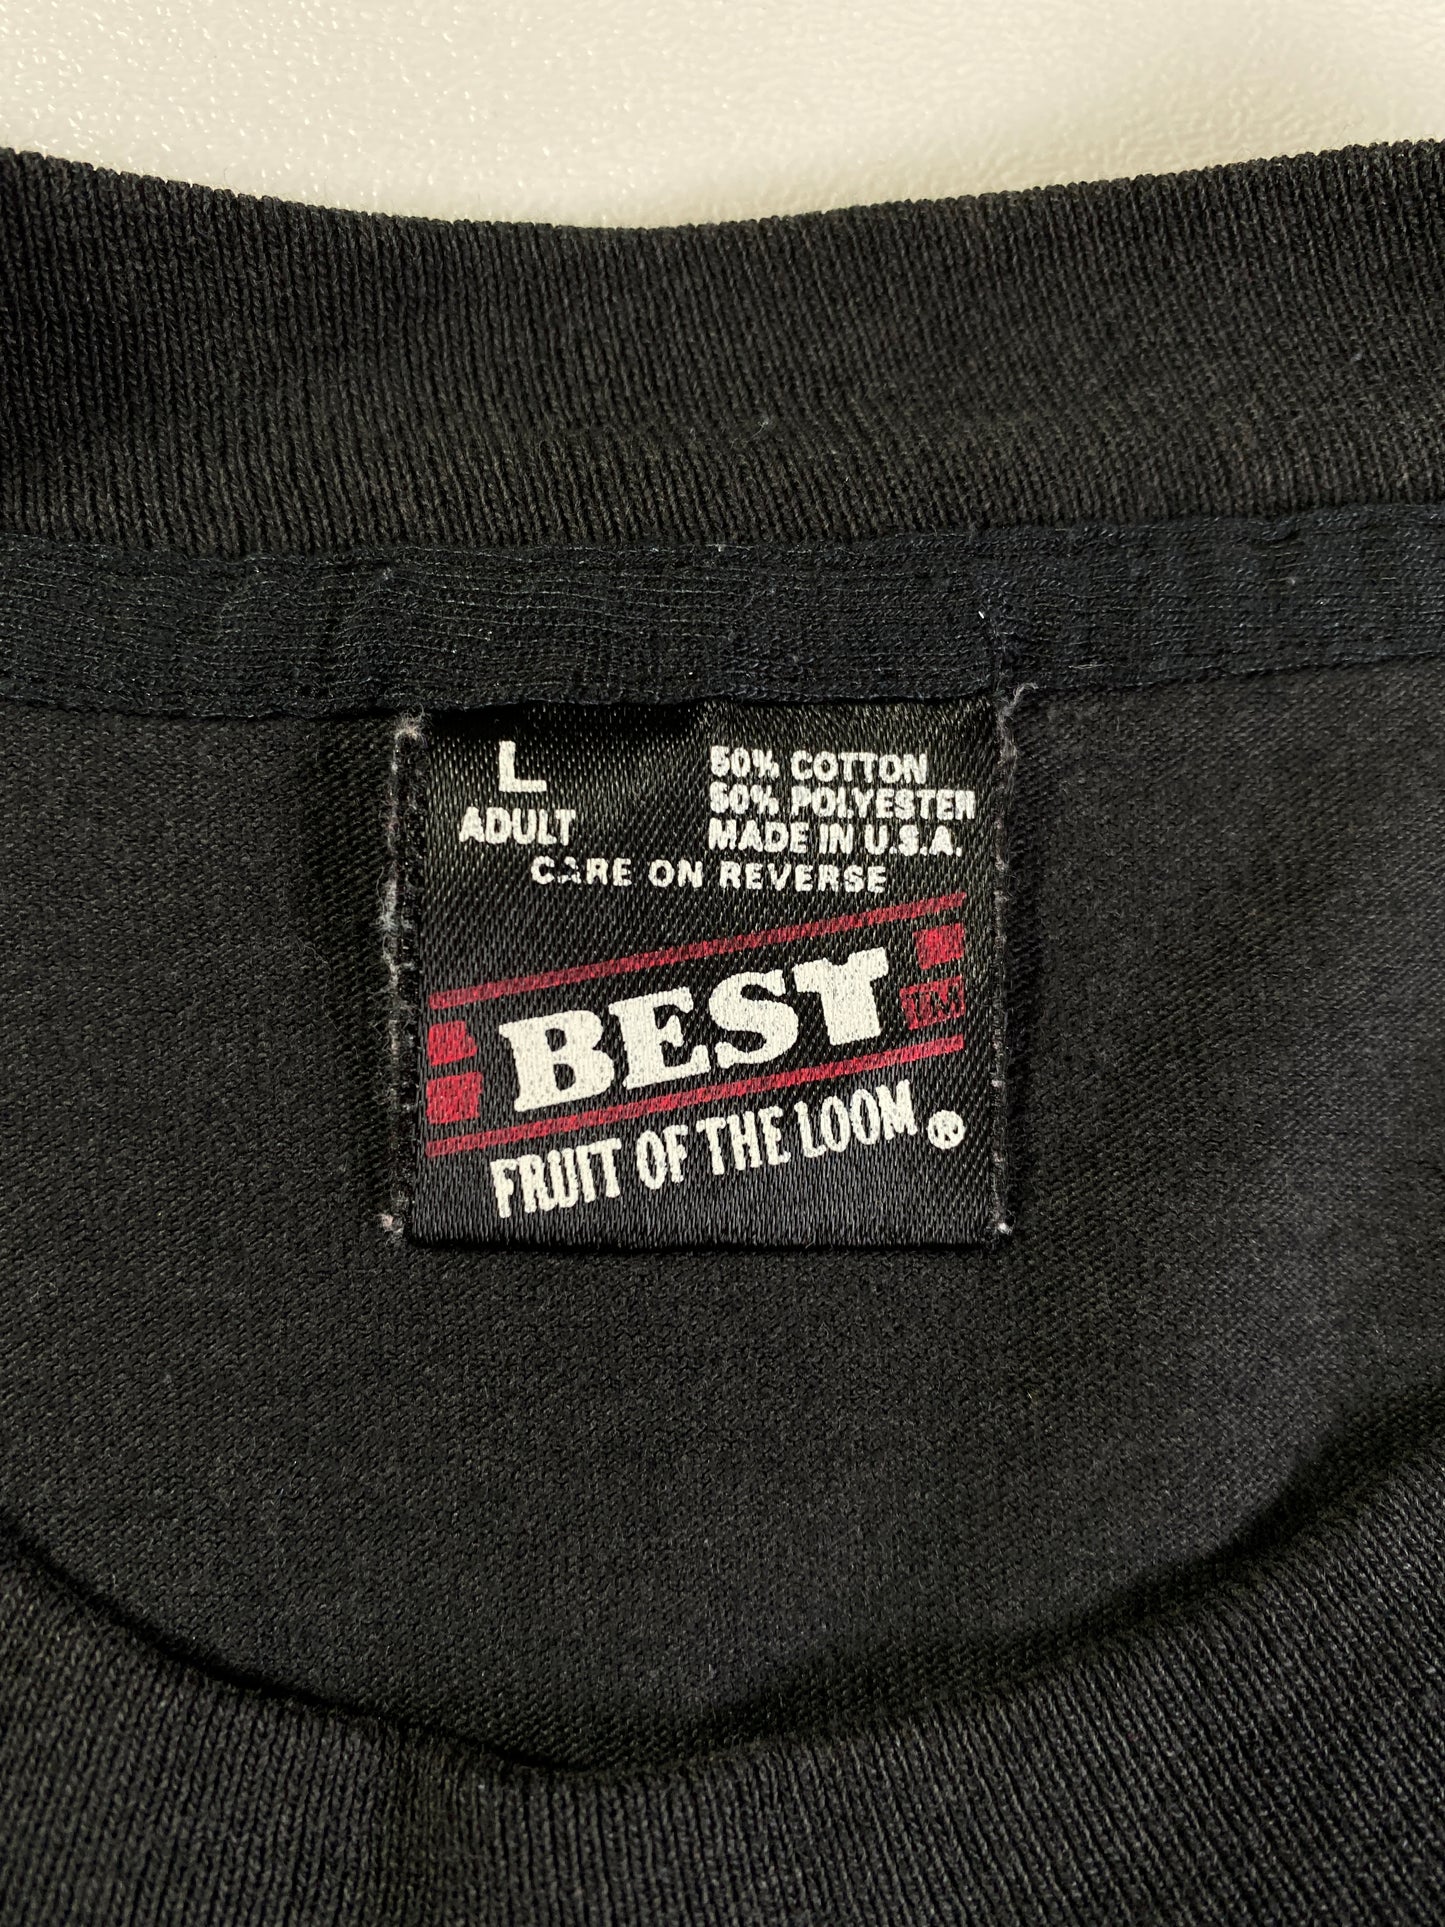 L
ADULT
50% COTTON
50% POLYESTER
MADE IN U.S.A.
CARE ON REVERSE
BEST
TM
FRUIT OF THE LOOM ®